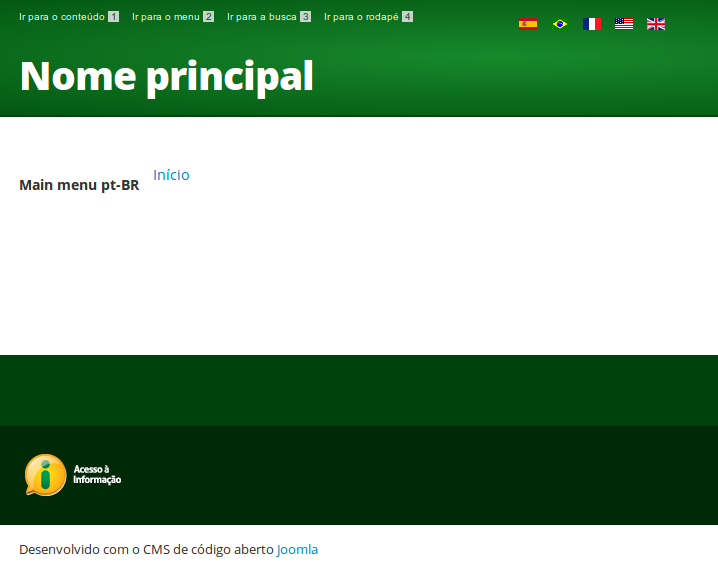 Ir para o conteúdo 1 Ir para o menu 2 Ir para a busca 3 Ir para o rodapé 4
Nome principal
Main menu pt-BR
Início
Acesso à
Informação
Desenvolvido com o CMS de código aberto Joomla